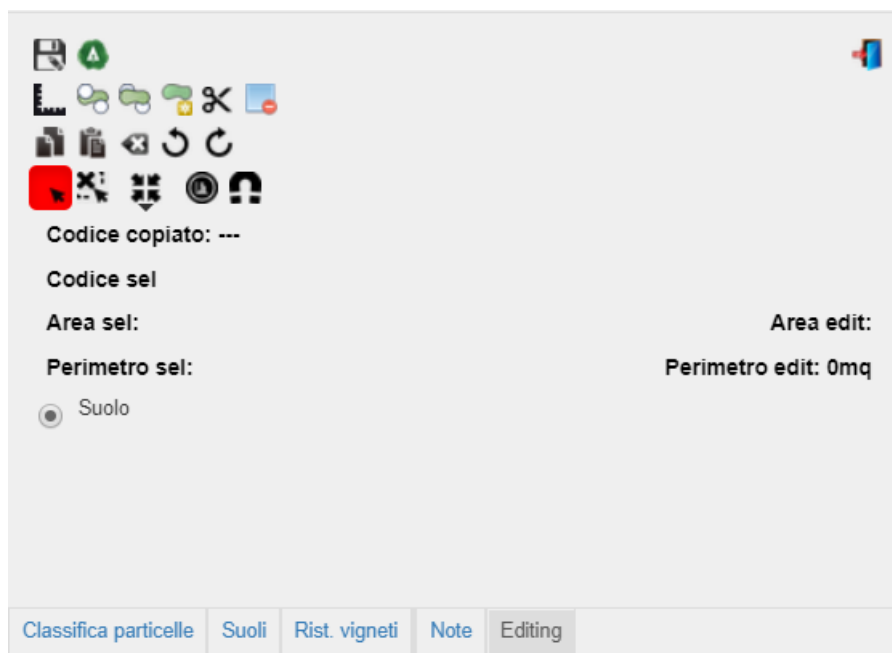 Codice copiato: ---
Codice sel
Area sel: Area edit:
Perimetro sel: Perimetro edit: 0mq
Suolo
Classifica particelle Suoli Rist. vigneti Note Editing